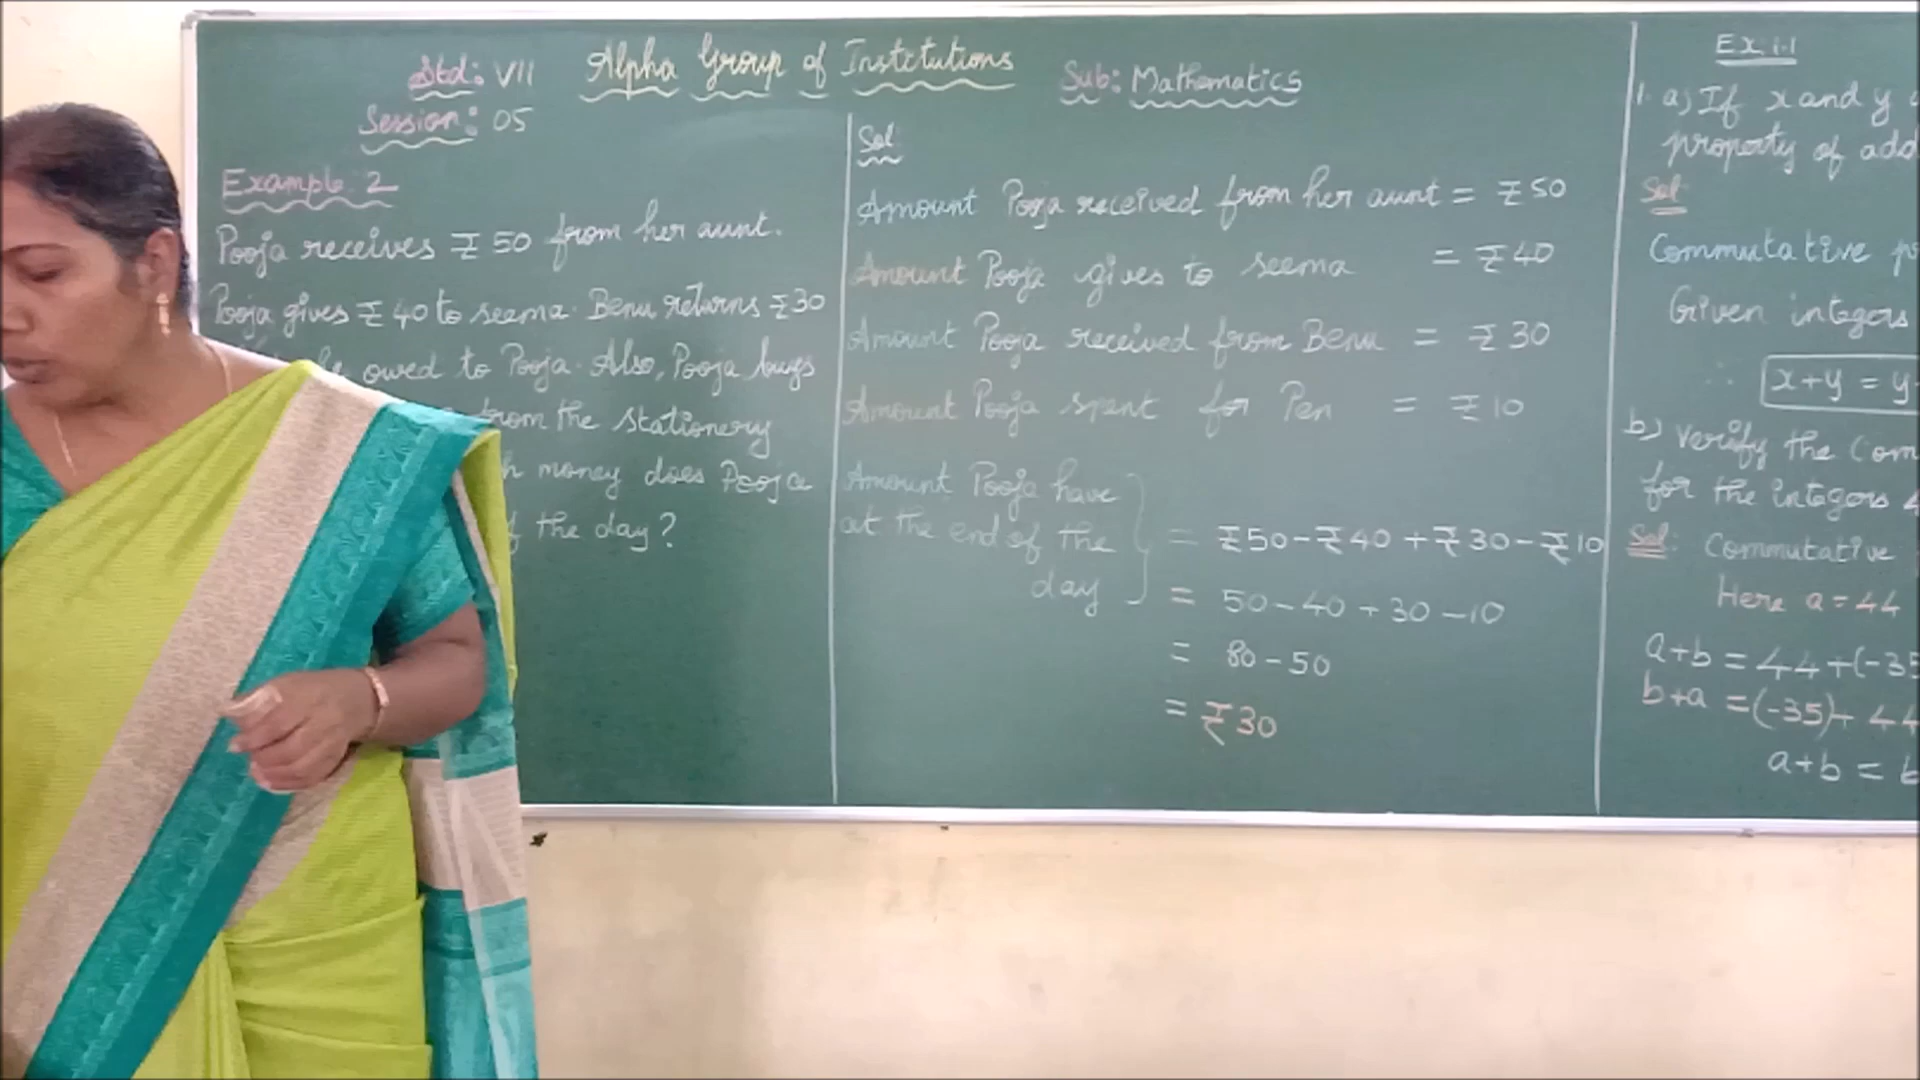 Std: VII Alpha Group of Institutions Sub: Mathematics
Session: 05
Example: 2
Pooja receives ₹ 50 from her aunt.
Pooja gives ₹ 40 to seema. Benu returns ₹ 30
owed to Pooja. Also, Pooja buys
from the stationery
money does Pooja
of the day?
Sol:
Amount Pooja received from her aunt = ₹ 50
Amount Pooja gives to seema = ₹ 40
Amount Pooja received from Benu = ₹ 30
Amount Pooja spent for Pen = ₹ 10
Amount Pooja have
at the end of the
day
= ₹50 - ₹40 + ₹30 - ₹10
= 50 - 40 + 30 - 10
= 80 - 50
= ₹30
Ex: 1.1
1. a) If x and y
property of add
Sol
Commutative
Given integers
∴ x+y = y
b) Verify the Com
for the integers 4
Sol: Commutative
Here a = 44
a+b = 44+(-35
b+a = (-35)+ 44
a+b = b